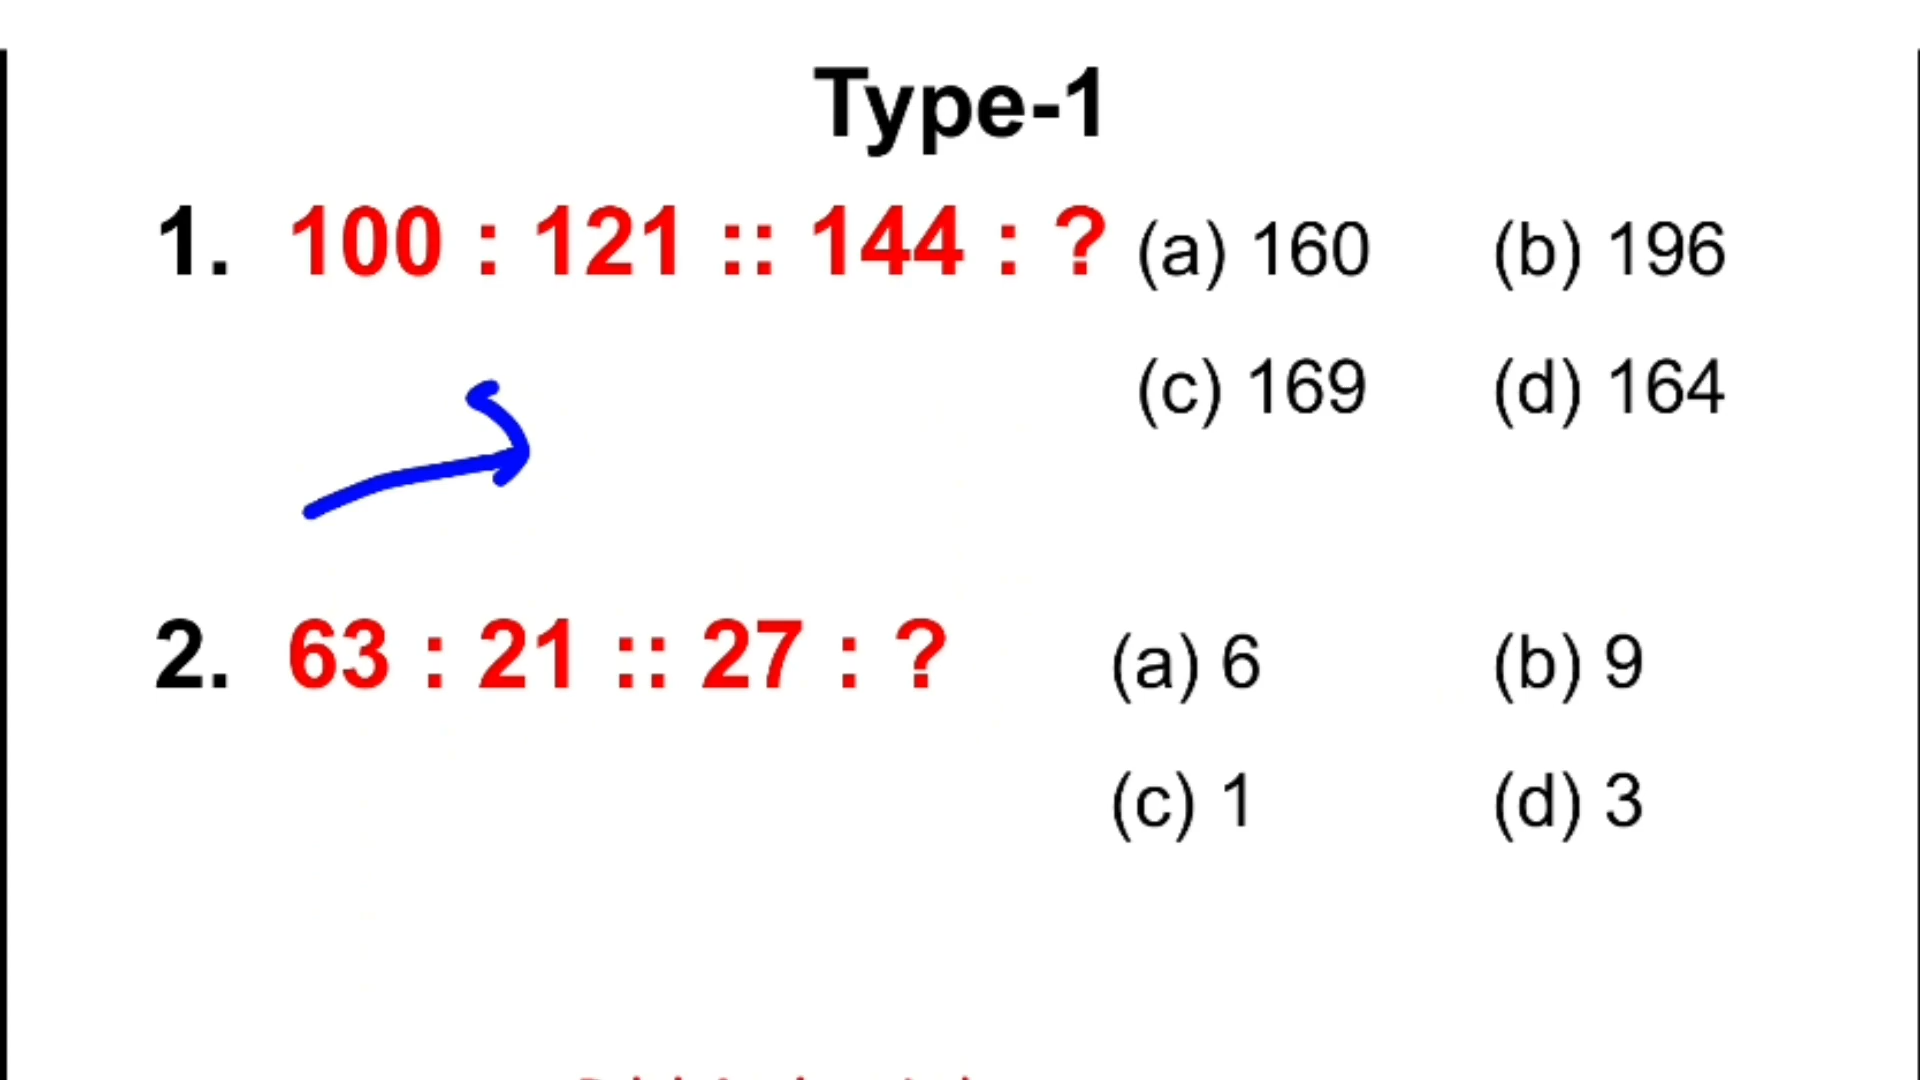 Type-1
1. 100 : 121 :: 144 : ? (a) 160 (b) 196
(c) 169 (d) 164
2. 63 : 21 :: 27 : ? (a) 6 (b) 9
(c) 1 (d) 3